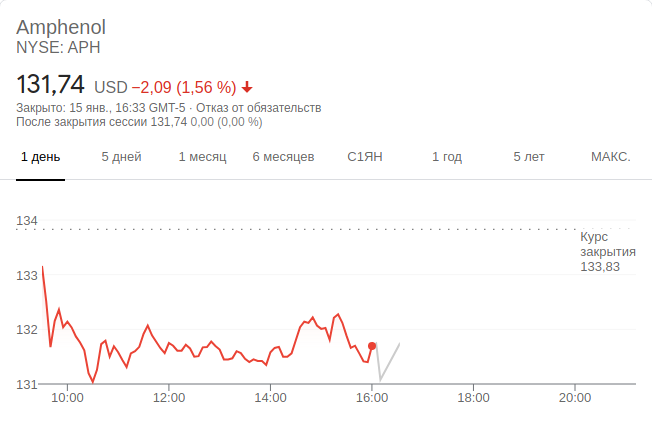 Amphenol
NYSE: APH
131,74 USD −2,09 (1,56 %)
Закрыто: 15 янв., 16:33 GMT-5 · Отказ от обязательств
После закрытия сессии 131,74 0,00 (0,00 %)
1 день 5 дней 1 месяц 6 месяцев С1ЯН 1 год 5 лет МАКС.
134
Курс
закрытия
133,83
133
132
131
10:00 12:00 14:00 16:00 18:00 20:00